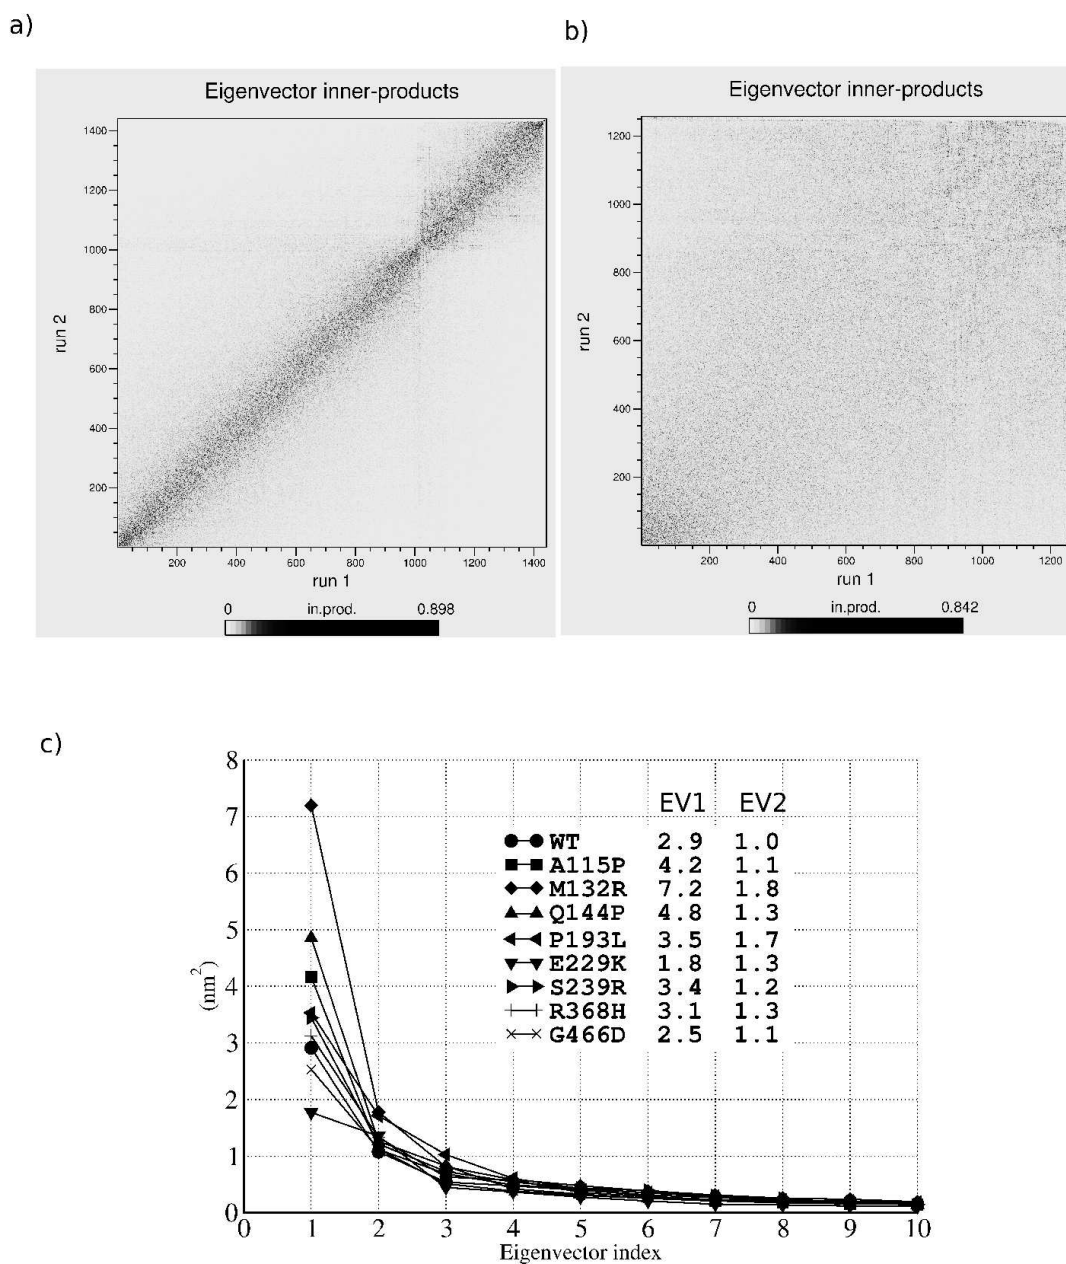 a)
b)
Eigenvector inner-products
1400
1200
1000
800
600
400
200
run 2
200 400 600 800 1000 1200 1400
run 1
0 in.prod. 0.898
Eigenvector inner-products
1200
1000
800
600
400
200
run 2
200 400 600 800 1000 1200
run 1
0 in.prod. 0.842
c)
8
7
6
5
4
3
2
1
0
(nm²)
EV1 EV2
WT 2.9 1.0
A115P 4.2 1.1
M132R 7.2 1.8
Q144P 4.8 1.3
P193L 3.5 1.7
E229K 1.8 1.3
S239R 3.4 1.2
R368H 3.1 1.3
G466D 2.5 1.1
0 1 2 3 4 5 6 7 8 9 10
Eigenvector index